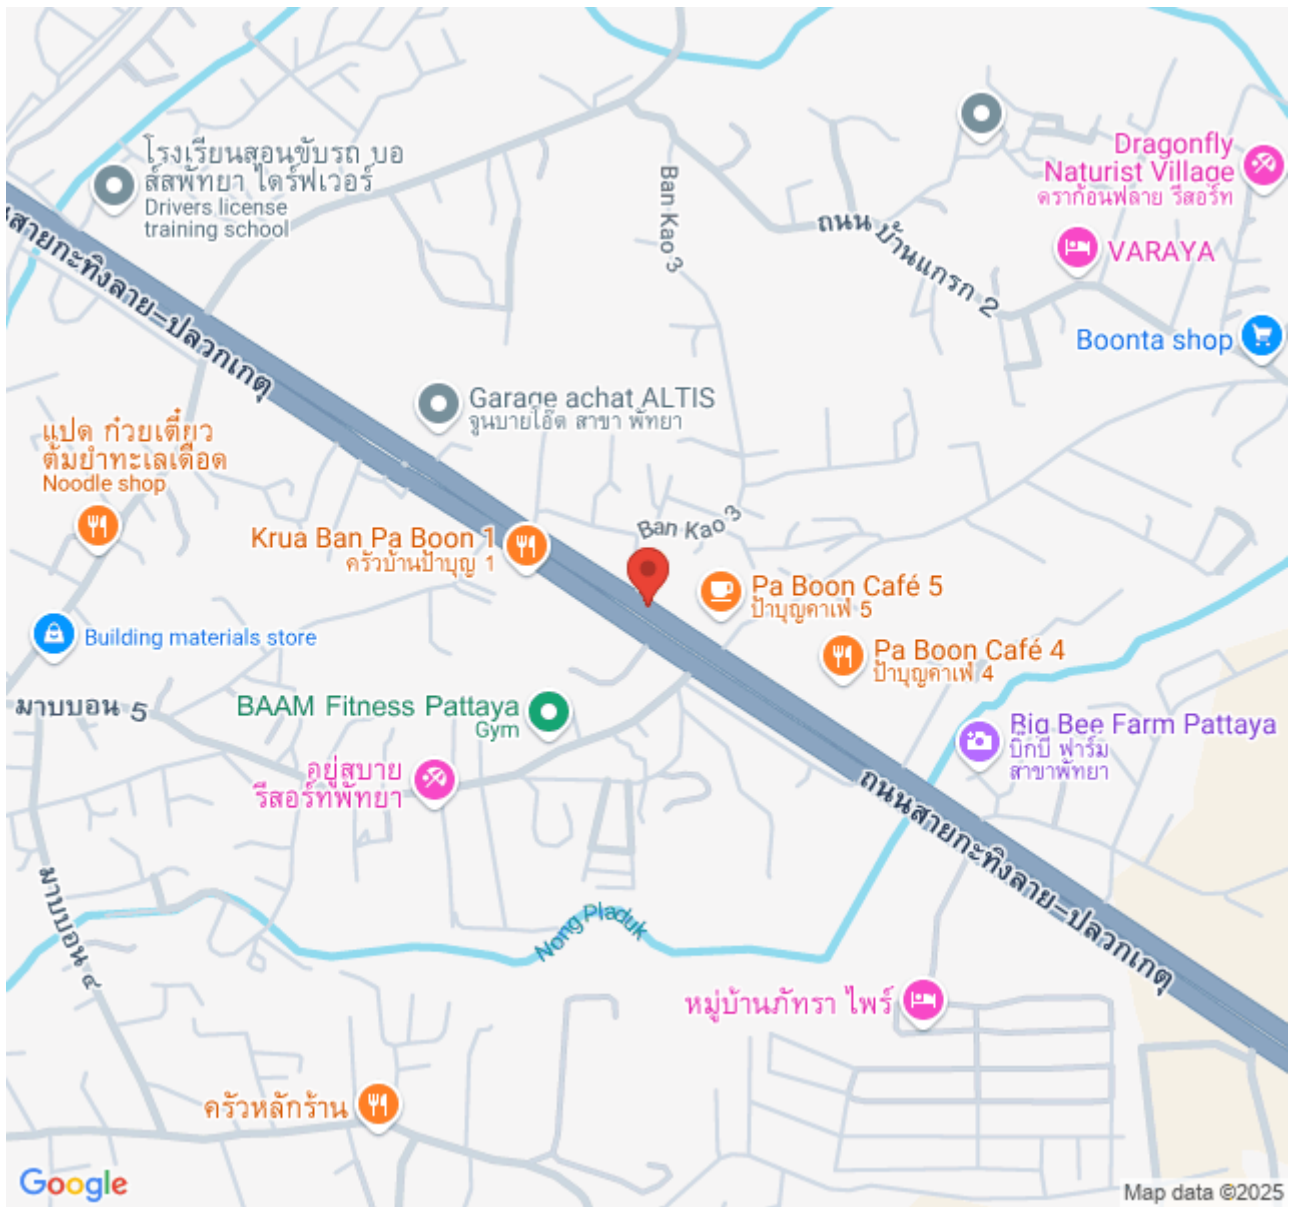 โรงเรียนสอนขับรถ บอ
ส์สพัทยา ไดร์ฟเวอร์
Drivers license
training school
Ban Kao 3
Dragonfly
Naturist Village
ดราก้อนฟลาย รีสอร์ท
ถนน บ้านแกรก 2
VARAYA
นสายกะทิงลาย=ปลวกเกตุ
Boonta shop
Garage achat ALTIS
จูนบายโอ๊ต สาขา พัทยา
แปด ก๋วยเตี๋ยว
ต้มยำทะเลเดือด
Noodle shop
Ban Kao 3
Krua Ban Pa Boon 1
ครัวบ้านป้าบุญ 1
Pa Boon Café 5
ป้าบุญคาเฟ่ 5
Building materials store
Pa Boon Café 4
ป้าบุญคาเฟ่ 4
มาบบอน 5
BAAM Fitness Pattaya
Gym
Big Bee Farm Pattaya
บิ๊กบี ฟาร์ม
สาขาพัทยา
อยู่สบาย
รีสอร์ทพัทยา
ถนนสายกะทิงลาย=ปลวกเกตุ
มาบบอน ๔
Nong Pladuk
หมู่บ้านภัทรา ไพร์
ครัวหลักร้าน
Google
Map data ©2025